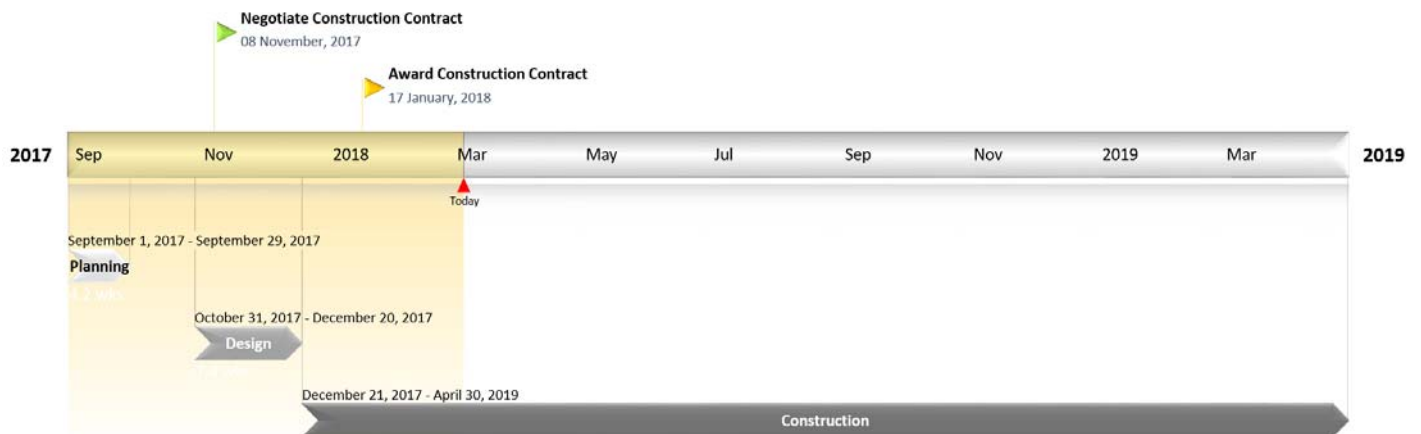 Negotiate Construction Contract
08 November, 2017
Award Construction Contract
17 January, 2018
2017 Sep Nov 2018 Mar May Jul Sep Nov 2019 Mar 2019
Today
September 1, 2017 - September 29, 2017
Planning
October 31, 2017 - December 20, 2017
Design
December 21, 2017 - April 30, 2019
Construction